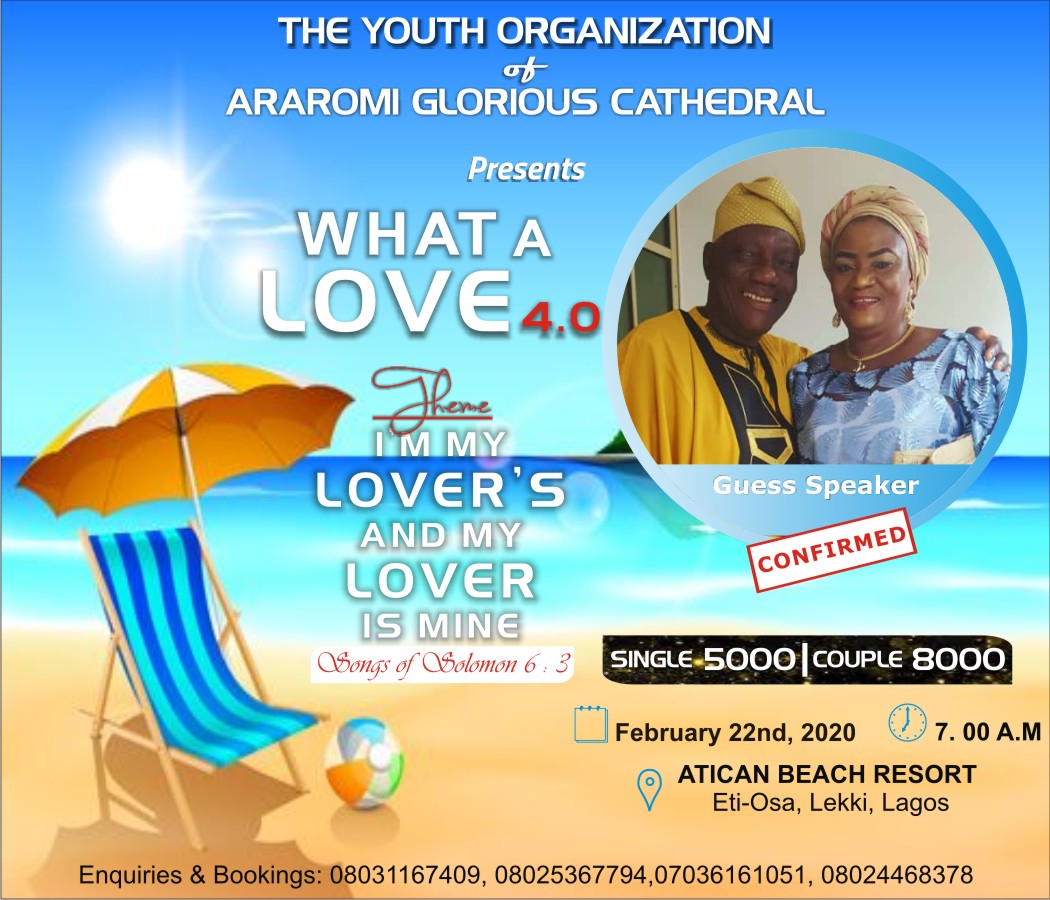 THE YOUTH ORGANIZATION
of
ARAROMI GLORIOUS CATHEDRAL
Presents
WHAT A
LOVE 4.0
Theme
I'M MY
LOVER'S
AND MY
LOVER
IS MINE
Songs of Solomon 6 : 3
Guess Speaker
CONFIRMED
SINGLE 5000|COUPLE 8000
February 22nd, 2020 7. 00 A.M
ATICAN BEACH RESORT
Eti-Osa, Lekki, Lagos
Enquiries & Bookings: 08031167409, 08025367794,07036161051, 08024468378